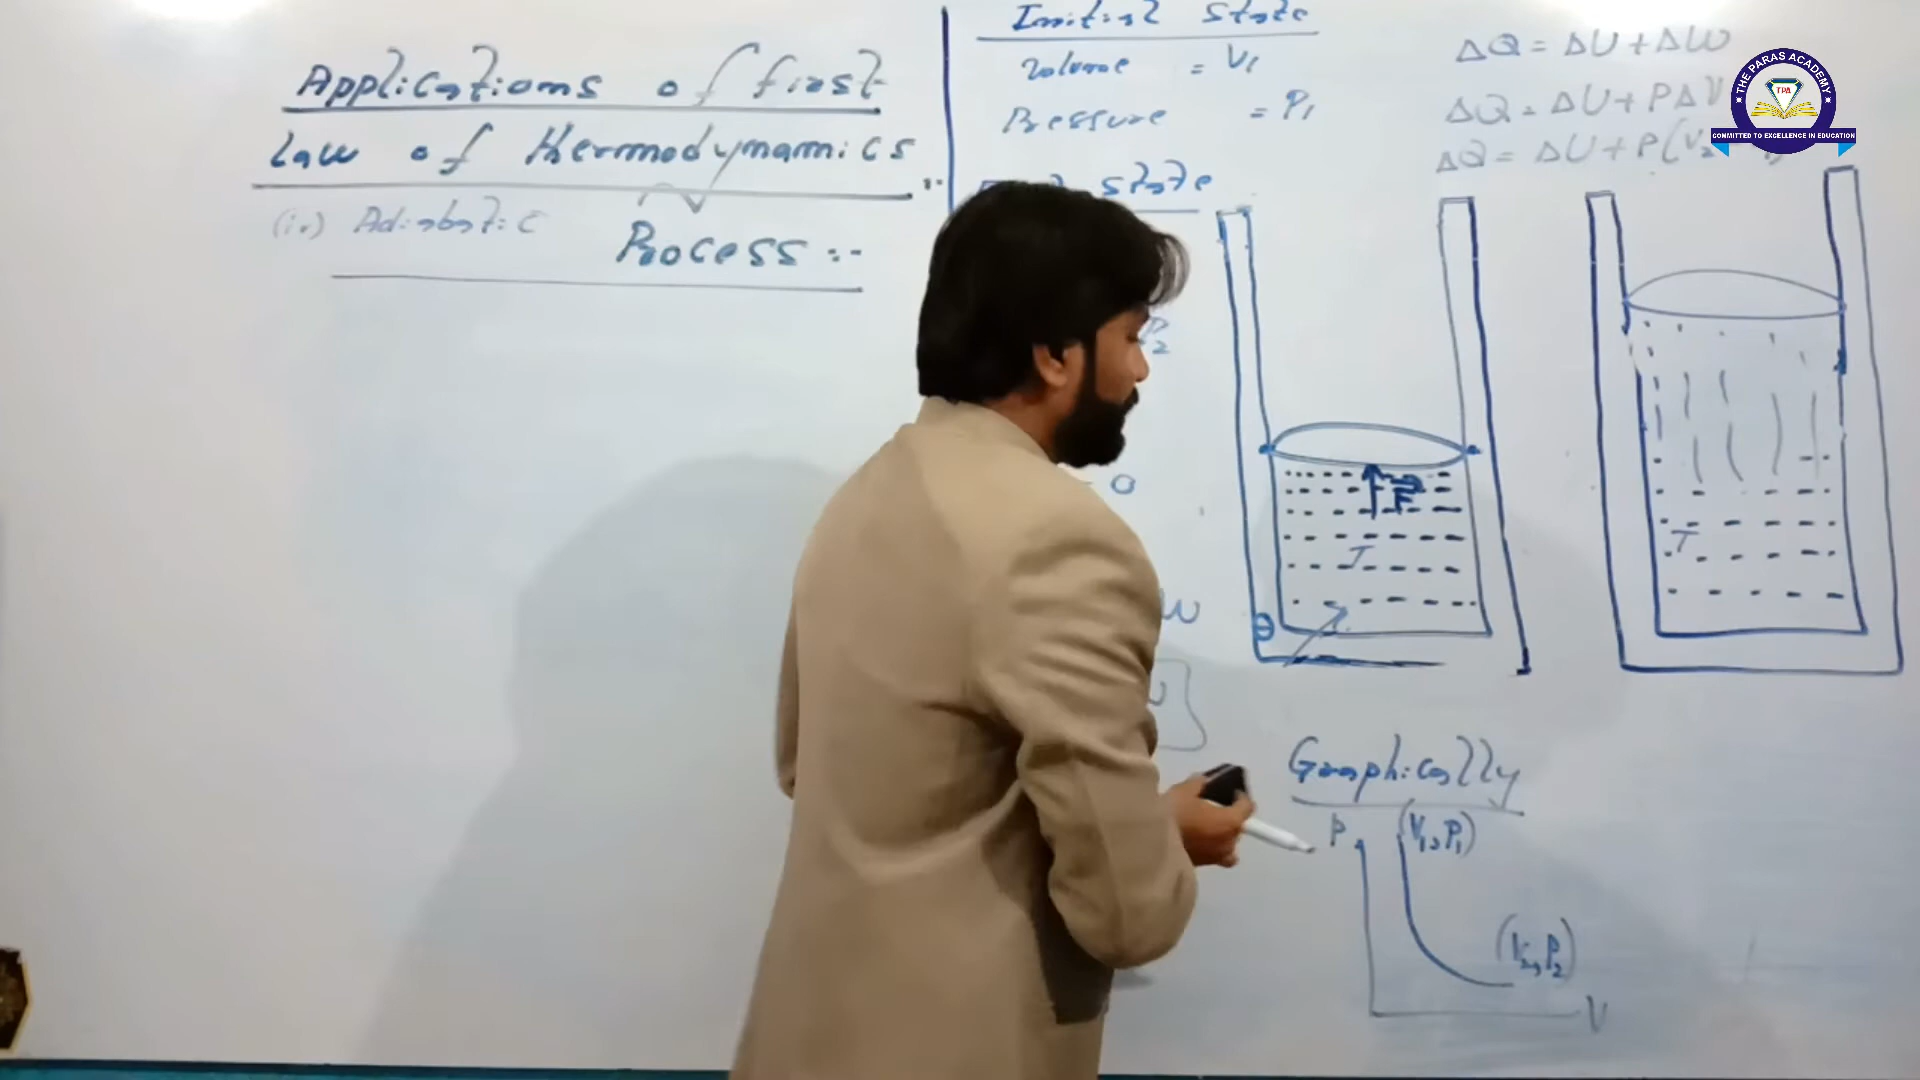 Applications of first
Law of thermodynamics :-
(iv) Adiabatic
Process :-
Initial state
Volume = V1
Pressure = P1
state
P2
= 0
W
ΔQ = ΔU + ΔW
ΔQ = ΔU + PΔV
ΔQ = ΔU + P(V2
THE PARAS ACADEMY
TPA
COMMITTED TO EXCELLENCE IN EDUCATION
F
T
T
Graphically
P
(V1, P1)
(V2, P2)
V